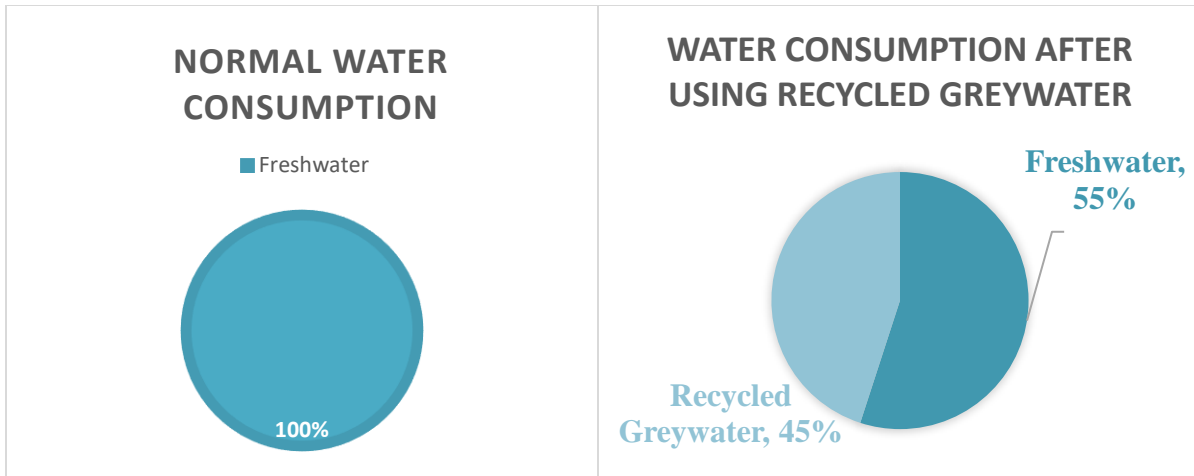 NORMAL WATER
CONSUMPTION
Freshwater
100%
WATER CONSUMPTION AFTER
USING RECYCLED GREYWATER
Freshwater,
55%
Recycled
Greywater, 45%